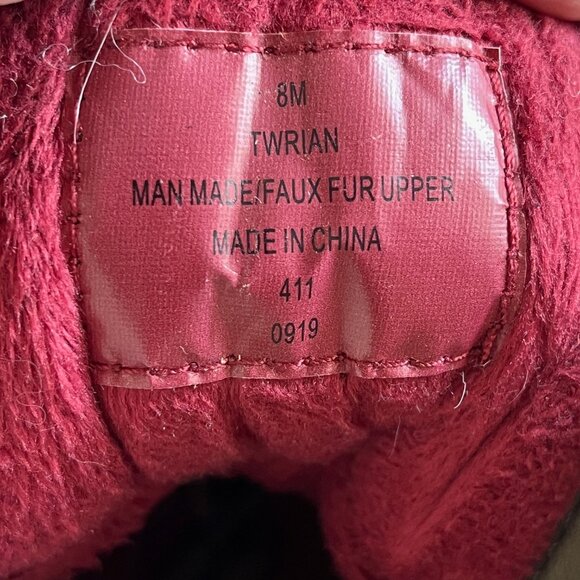 8M
TWRIAN
MAN MADE/FAUX FUR UPPER
MADE IN CHINA
411
0919